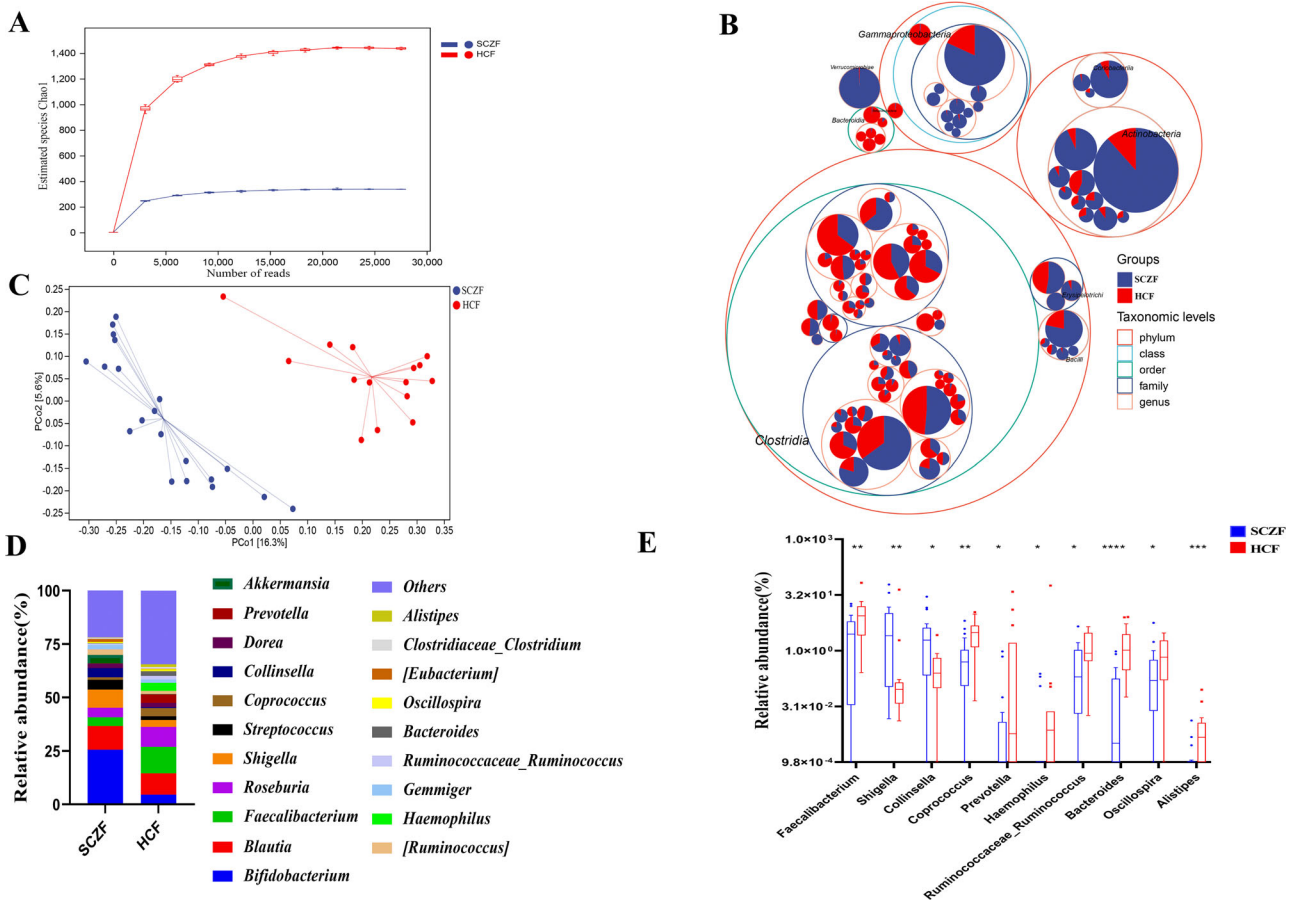 A
Estimated species Chao1
1,400
1,200
1,000
800
600
400
200
0
0
5,000
10,000
15,000
20,000
25,000
30,000
Number of reads
SCZF
HCF
B
Gammaproteobacteria
Verrucomicrobiae
Bacteroidia
Coriobacteriia
Actinobacteria
Erysipelotrichi
Bacilli
Clostridia
Groups
SCZF
HCF
Taxonomic levels
phylum
class
order
family
genus
C
PCo2 [5.6%]
0.25
0.20
0.15
0.10
0.05
0.00
0.05
0.10
0.15
0.20
-0.25
-0.30
-0.25
-0.20
-0.15
-0.10
-0.05
0.00
0.05
0.10
0.15
0.20
0.25
0.30
0.35
PCo1 [16.3%]
SCZF
HCF
D
Relative abundance(%)
100
75
50
25
0
SCZF
HCF
Akkermansia
Prevotella
Dorea
Collinsella
Coprococcus
Streptococcus
Shigella
Roseburia
Faecalibacterium
Blautia
Bifidobacterium
Others
Alistipes
Clostridiaceae_Clostridium
[Eubacterium]
Oscillospira
Bacteroides
Ruminococcaceae_Ruminococcus
Gemmiger
Haemophilus
[Ruminococcus]
E
SCZF
HCF
Relative abundance(%)
1.0×10³
3.2×10¹
1.0×10⁰
3.1×10⁻²
9.8×10⁻⁴
** ** * ** * * * **** * ***
Faecalibacterium
Shigella
Collinsella
Coprococcus
Prevotella
Haemophilus
Ruminococcaceae_Ruminococcus
Bacteroides
Oscillospira
Alistipes